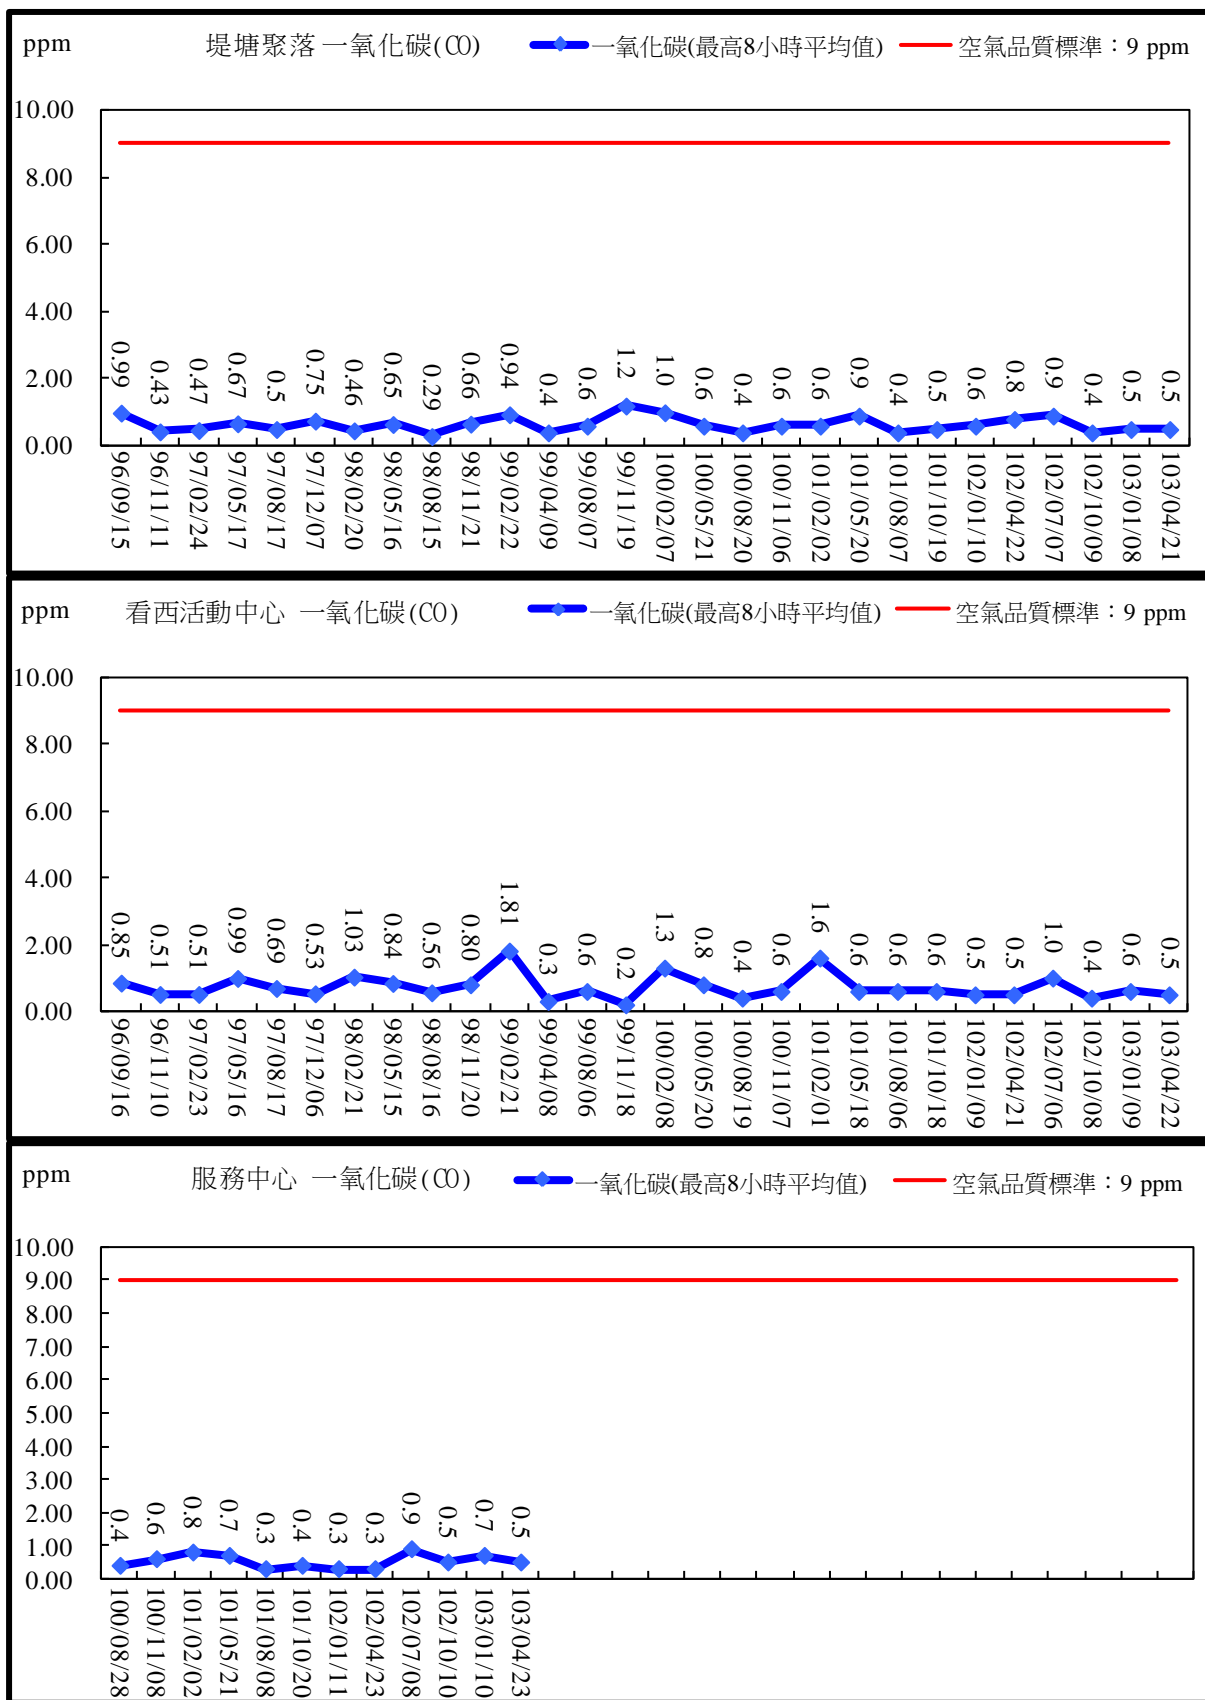 ppm 堤塘聚落 一氧化碳(CO) 一氧化碳(最高8小時平均值) 空氣品質標準：9 ppm
10.00
8.00
6.00
4.00
2.00
0.00
0.99 0.43 0.47 0.67 0.5 0.75 0.46 0.65 0.29 0.66 0.94 0.4 0.6 1.2 1.0 0.6 0.4 0.6 0.6 0.9 0.4 0.5 0.6 0.8 0.9 0.4 0.5 0.5
96/09/15 96/11/11 97/02/24 97/05/17 97/08/17 97/12/07 98/02/20 98/05/16 98/08/15 98/11/21 99/02/22 99/04/09 99/08/07 99/11/19 100/02/07 100/05/21 100/08/20 100/11/06 101/02/02 101/05/20 101/08/07 101/10/19 102/01/10 102/04/22 102/07/07 102/10/09 103/01/08 103/04/21
ppm 看西活動中心 一氧化碳(CO) 一氧化碳(最高8小時平均值) 空氣品質標準：9 ppm
10.00
8.00
6.00
4.00
2.00
0.00
0.85 0.51 0.51 0.99 0.69 0.53 1.03 0.84 0.56 0.80 1.81 0.3 0.6 0.2 1.3 0.8 0.4 0.6 1.6 0.6 0.6 0.6 0.5 0.5 1.0 0.4 0.6 0.5
96/09/16 96/11/10 97/02/23 97/05/16 97/08/17 97/12/06 98/02/21 98/05/15 98/08/16 98/11/20 99/02/21 99/04/08 99/08/06 99/11/18 100/02/08 100/05/20 100/08/19 100/11/07 101/02/01 101/05/18 101/08/06 101/10/18 102/01/09 102/04/21 102/07/06 102/10/08 103/01/09 103/04/22
ppm 服務中心 一氧化碳(CO) 一氧化碳(最高8小時平均值) 空氣品質標準：9 ppm
10.00
9.00
8.00
7.00
6.00
5.00
4.00
3.00
2.00
1.00
0.00
0.4 0.6 0.8 0.7 0.3 0.4 0.3 0.3 0.9 0.5 0.7 0.5
100/08/28 100/11/08 101/02/02 101/05/21 101/08/08 101/10/20 102/01/11 102/04/23 102/07/08 102/10/10 103/01/10 103/04/23